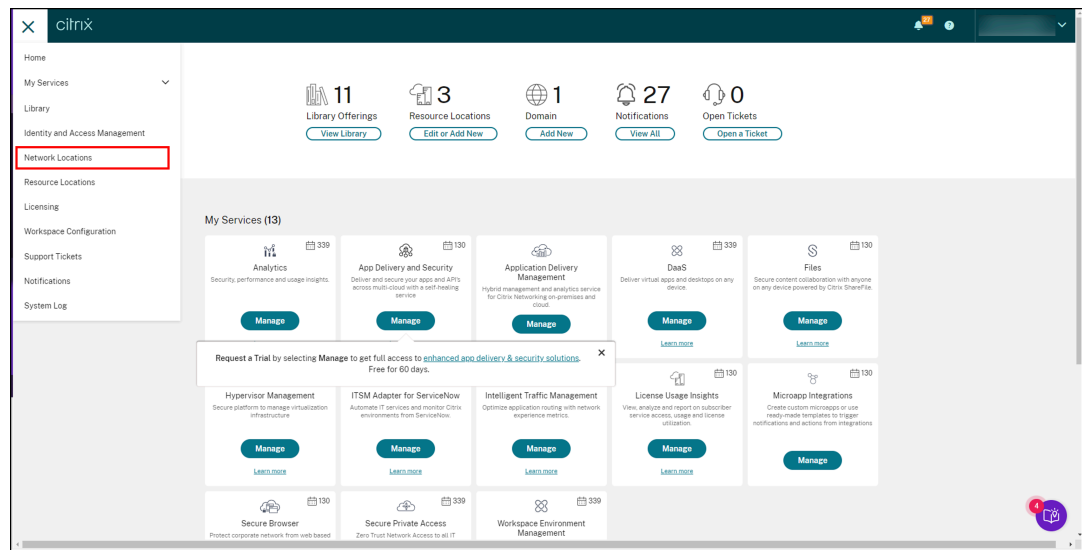 citrix
27
Home
My Services
Library
Identity and Access Management
Network Locations
Resource Locations
Licensing
Workspace Configuration
Support Tickets
Notifications
System Log
11
Library Offerings
View Library
3
Resource Locations
Edit or Add New
1
Domain
Add New
27
Notifications
View All
0
Open Tickets
Open a Ticket
My Services (13)
339
Analytics
Security, performance and usage insights.
Manage
130
App Delivery and Security
Deliver and secure your apps and API's
across multi-cloud with a self-healing
service
Manage
Application Delivery
Management
Hybrid management and analytics service
for Citrix Networking on-premises and
cloud.
Manage
339
DaaS
Deliver virtual apps and desktops on any
device.
Manage
Learn more
130
Files
Secure content collaboration with anyone
on any device powered by Citrix ShareFile.
Manage
Learn more
Request a Trial by selecting Manage to get full access to enhanced app delivery & security solutions.
Free for 60 days.
Hypervisor Management
Secure platform to manage virtualization
infrastructure
Manage
Learn more
ITSM Adapter for ServiceNow
Automate IT services and monitor Citrix
environments from ServiceNow.
Manage
Learn more
Intelligent Traffic Management
Optimize application routing with network
experience metrics.
Manage
Learn more
130
License Usage Insights
View, analyze and report on subscriber
service access, usage and license
utilization.
Manage
Learn more
130
Microapp Integrations
Create custom microapps or use
ready-made templates to trigger
notifications and actions from integrations
Manage
130
Secure Browser
Protect corporate network from web based
339
Secure Private Access
Zero Trust Network Access to all IT
339
Workspace Environment
Management
4